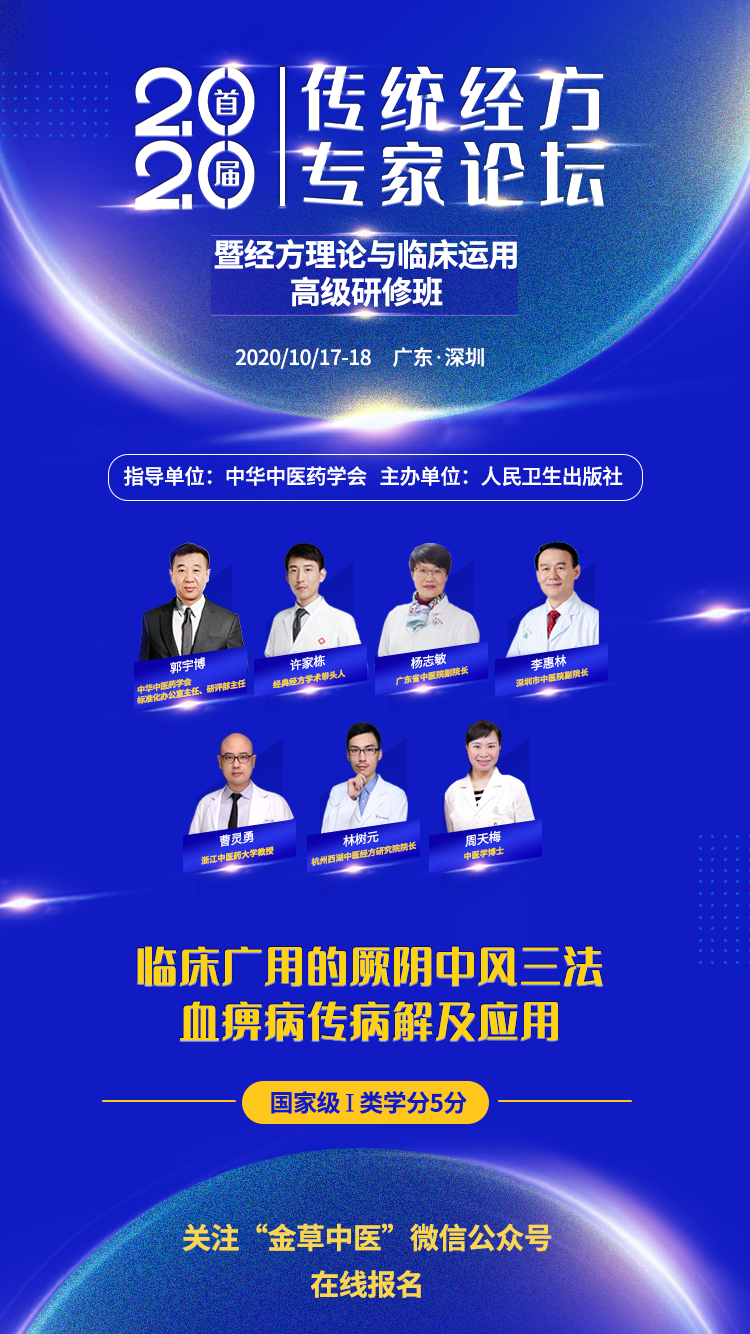 2020
首届
传统经方
专家论坛
暨经方理论与临床运用
高级研修班
2020/10/17-18 广东·深圳
指导单位：中华中医药学会 主办单位：人民卫生出版社
郭宇博
中华中医药学会
标准化办公室主任、研评部主任
许家栋
经典经方学术带头人
杨志敏
广东省中医院副院长
李惠林
深圳市中医院副院长
曹灵勇
浙江中医药大学教授
林树元
杭州西湖中医经方研究院院长
周天梅
中医学博士
临床广用的厥阴中风三法
血痹病传病解及应用
国家级Ⅰ类学分5分
关注“金草中医”微信公众号
在线报名